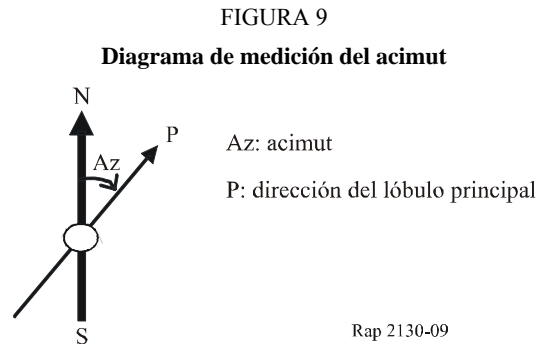 FIGURA 9
Diagrama de medición del acimut
N
P
Az
Az: acimut
P: dirección del lóbulo principal
S
Rap 2130-09